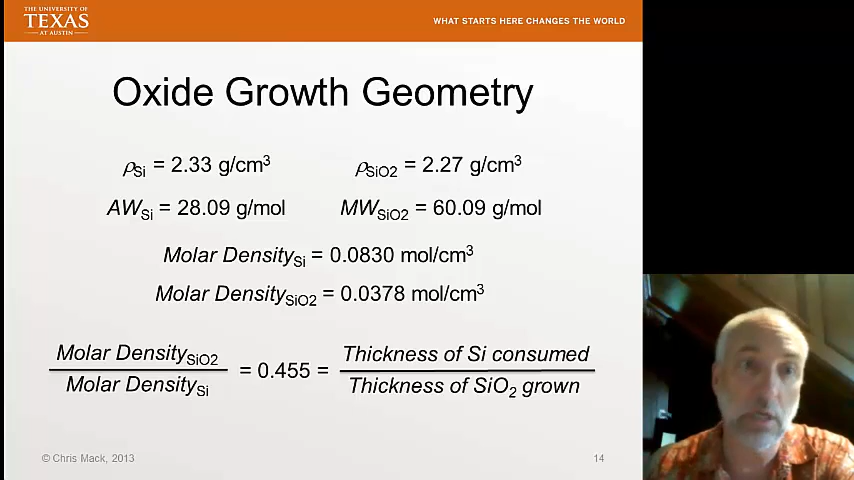 THE UNIVERSITY OF
TEXAS
AT AUSTIN
WHAT STARTS HERE CHANGES THE WORLD
Oxide Growth Geometry
ρSi = 2.33 g/cm³ ρSiO2 = 2.27 g/cm³
AWSi = 28.09 g/mol MWSiO2 = 60.09 g/mol
Molar DensitySi = 0.0830 mol/cm³
Molar DensitySiO2 = 0.0378 mol/cm³
Molar DensitySiO2
Molar DensitySi
= 0.455 =
Thickness of Si consumed
Thickness of SiO₂ grown
© Chris Mack, 2013
14